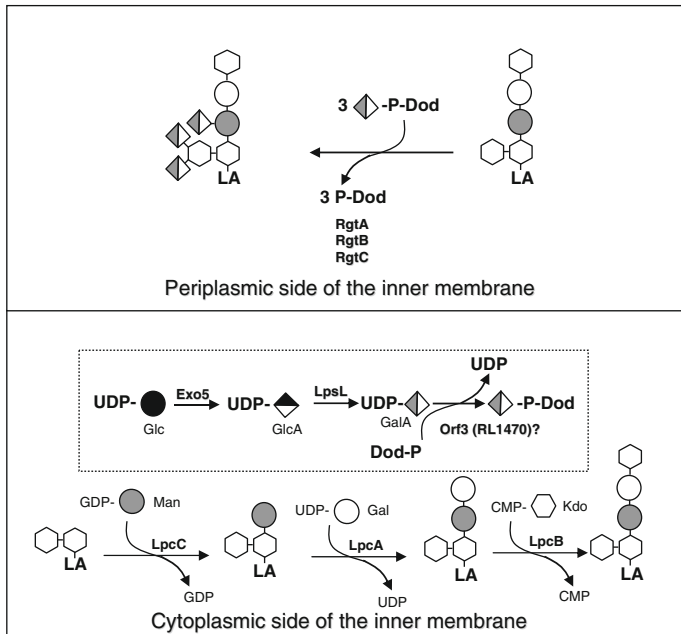 3 -P-Dod
LA
LA
3 P-Dod
RgtA
RgtB
RgtC
Periplasmic side of the inner membrane
UDP
UDP- Exo5 UDP- LpsL UDP- -P-Dod
Glc GlcA GalA
Orf3 (RL1470)?
Dod-P
GDP- Man UDP- Gal CMP- Kdo
LpcC LpcA LpcB
LA LA LA LA
GDP UDP CMP
Cytoplasmic side of the inner membrane